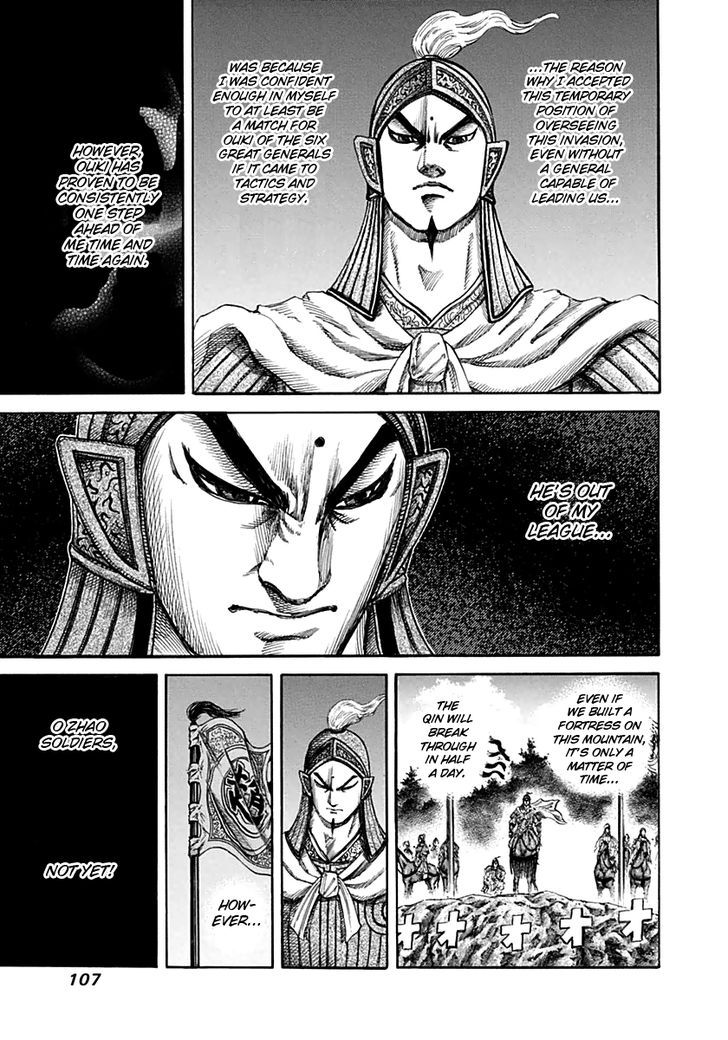 ...THE REASON
WHY I ACCEPTED
THIS TEMPORARY
POSITION OF
OVERSEEING
THIS INVASION,
EVEN WITHOUT
A GENERAL
CAPABLE OF
LEADING US...
WAS BECAUSE
I WAS CONFIDENT
ENOUGH IN MYSELF
TO AT LEAST BE
A MATCH FOR
OUKI OF THE SIX
GREAT GENERALS
IF IT CAME TO
TACTICS AND
STRATEGY.
HOWEVER,
OUKI HAS
PROVEN TO BE
CONSISTENTLY
ONE STEP
AHEAD OF
ME TIME AND
TIME AGAIN.
HE'S OUT
OF MY
LEAGUE...
EVEN IF
WE BUILT A
FORTRESS ON
THIS MOUNTAIN,
IT'S ONLY A
MATTER OF
TIME...
THE
QIN WILL
BREAK
THROUGH
IN HALF
A DAY.
HOW-
EVER...
O ZHAO
SOLDIERS,
NOT YET!
107